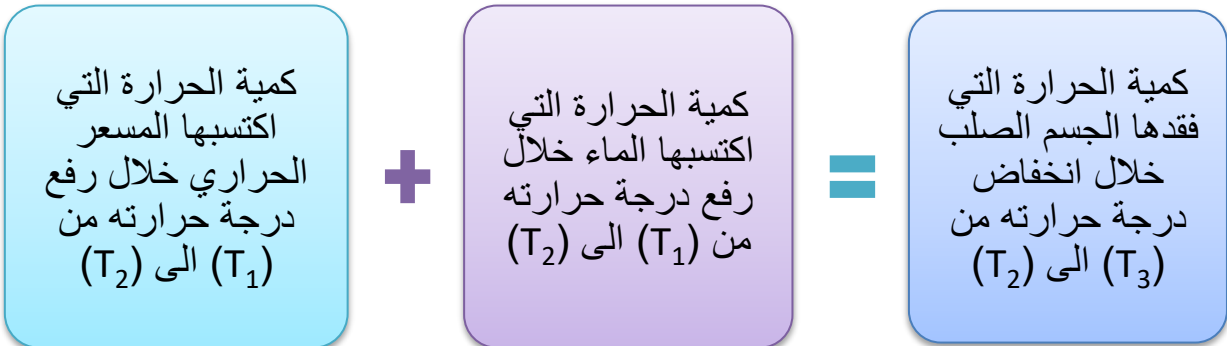 كمية الحرارة التي
فقدها الجسم الصلب
خلال انخفاض
درجة حرارته من
(T₃) الى (T₂)
=
كمية الحرارة التي
اكتسبها الماء خلال
رفع درجة حرارته
من (T₁) الى (T₂)
+
كمية الحرارة التي
اكتسبها المسعر
الحراري خلال رفع
درجة حرارته من
(T₁) الى (T₂)